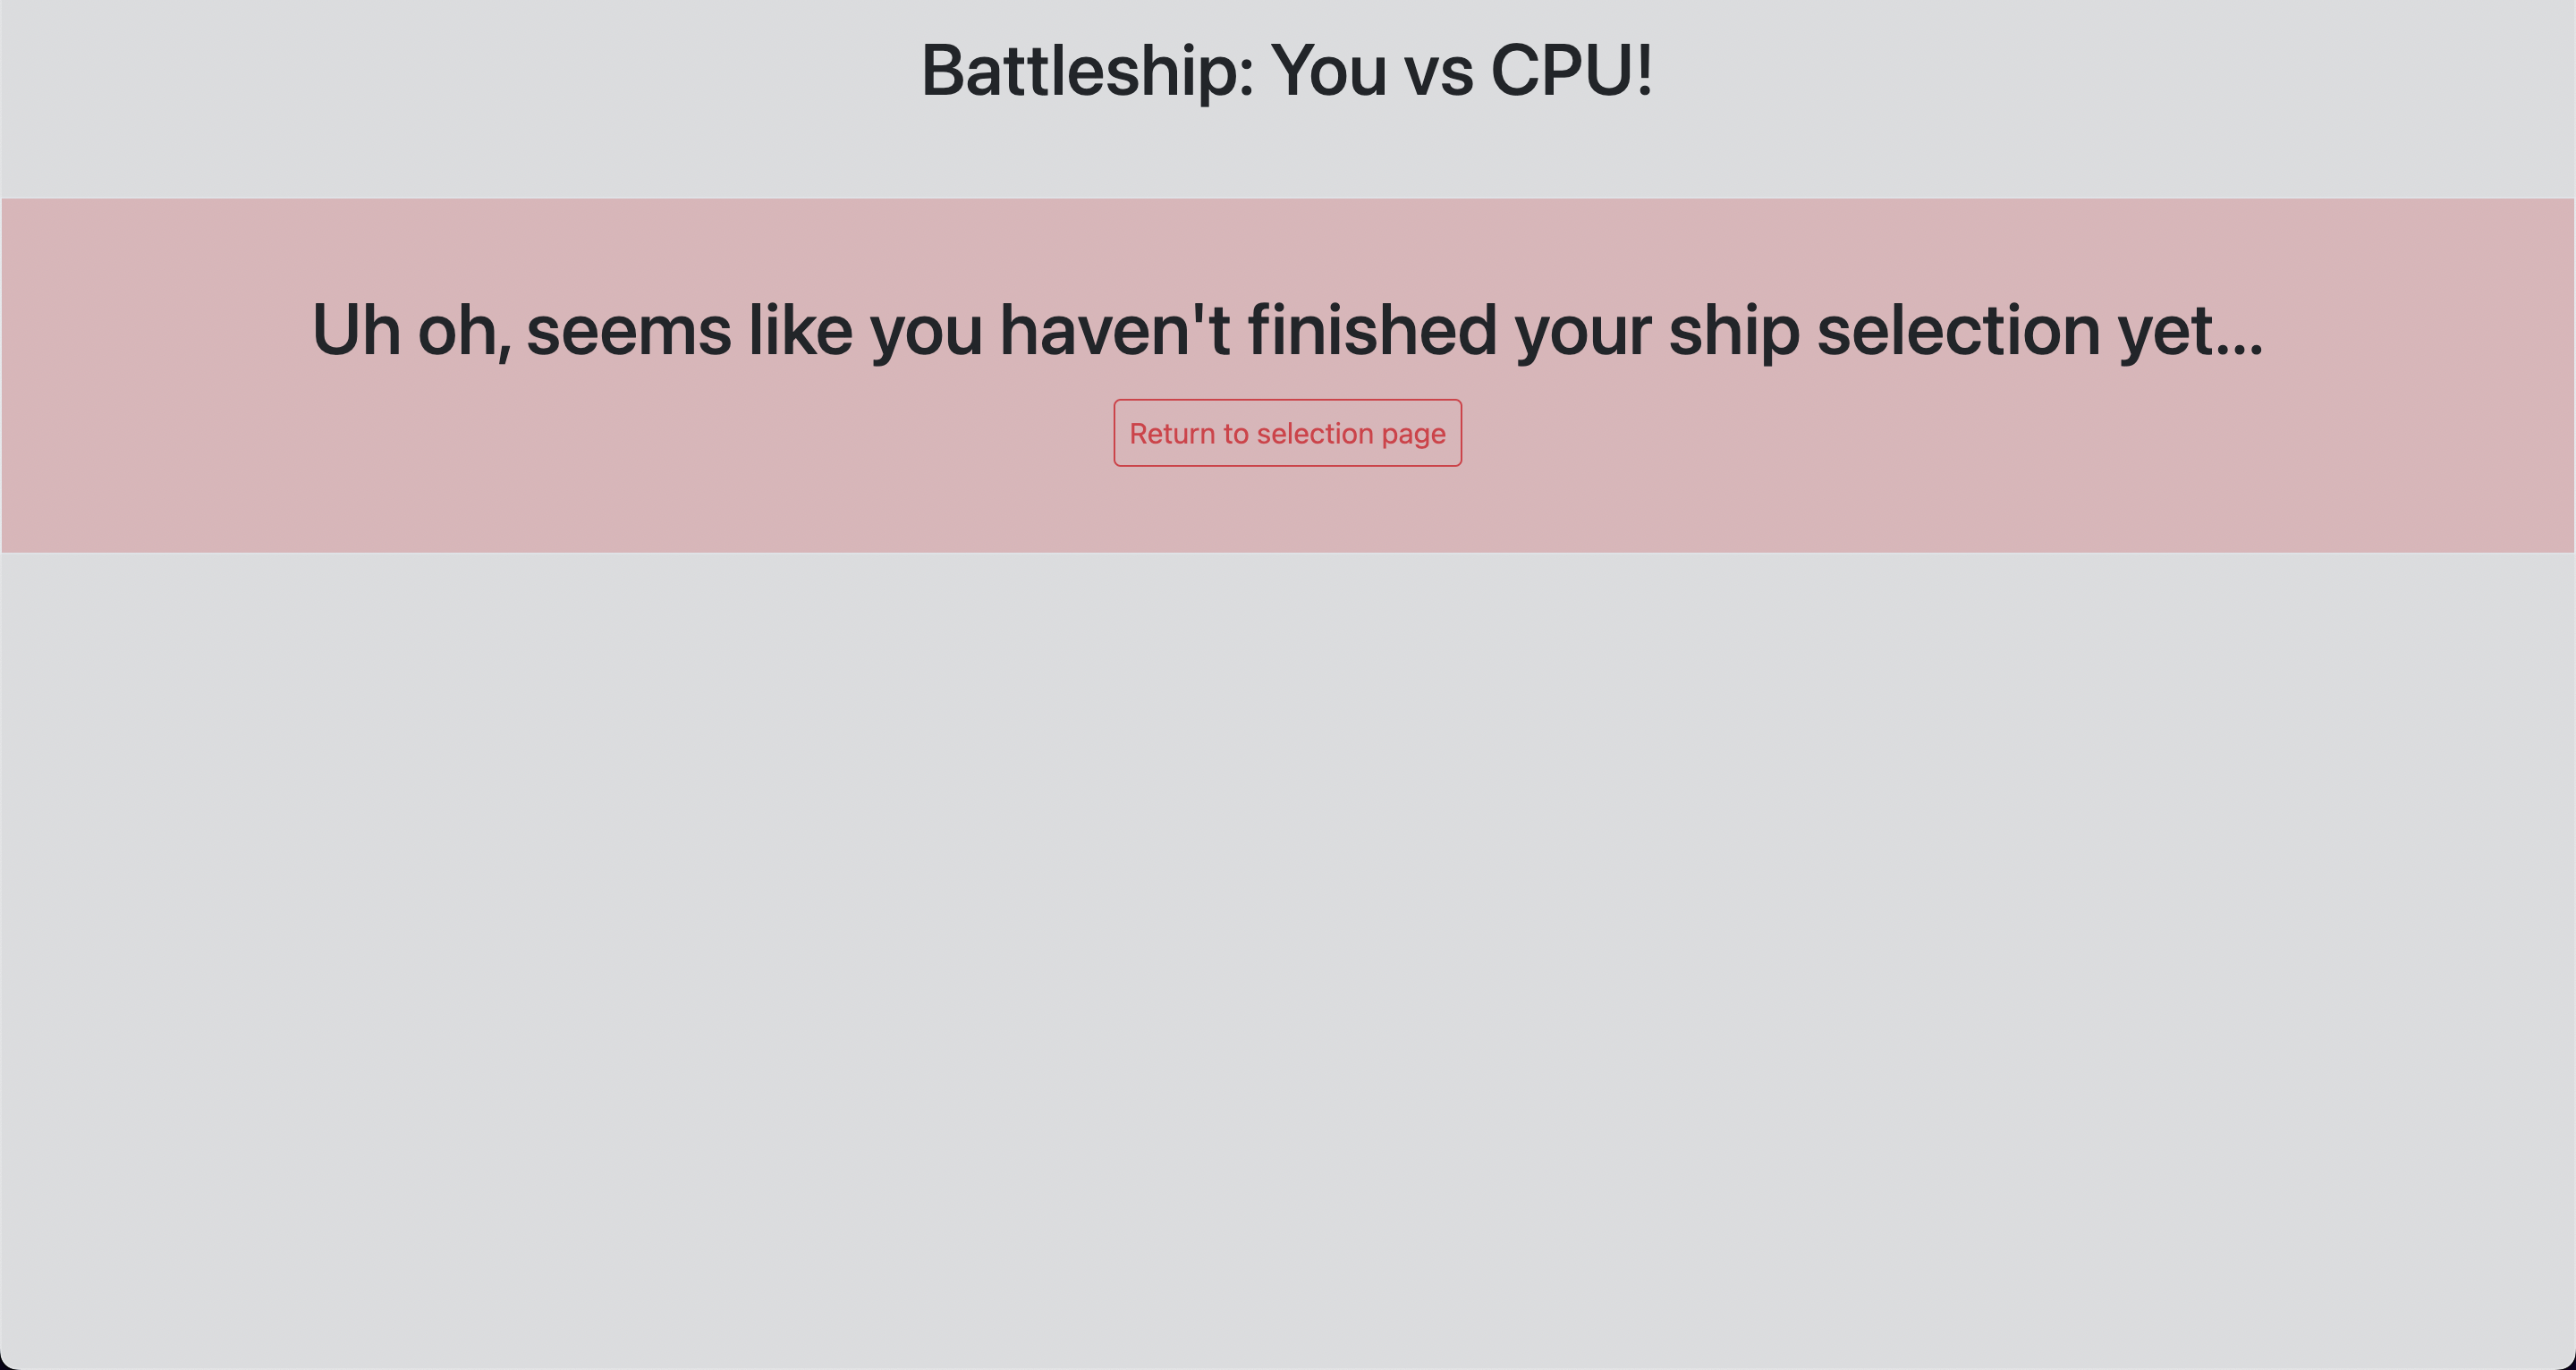 Battleship: You vs CPU!
Uh oh, seems like you haven't finished your ship selection yet...
Return to selection page